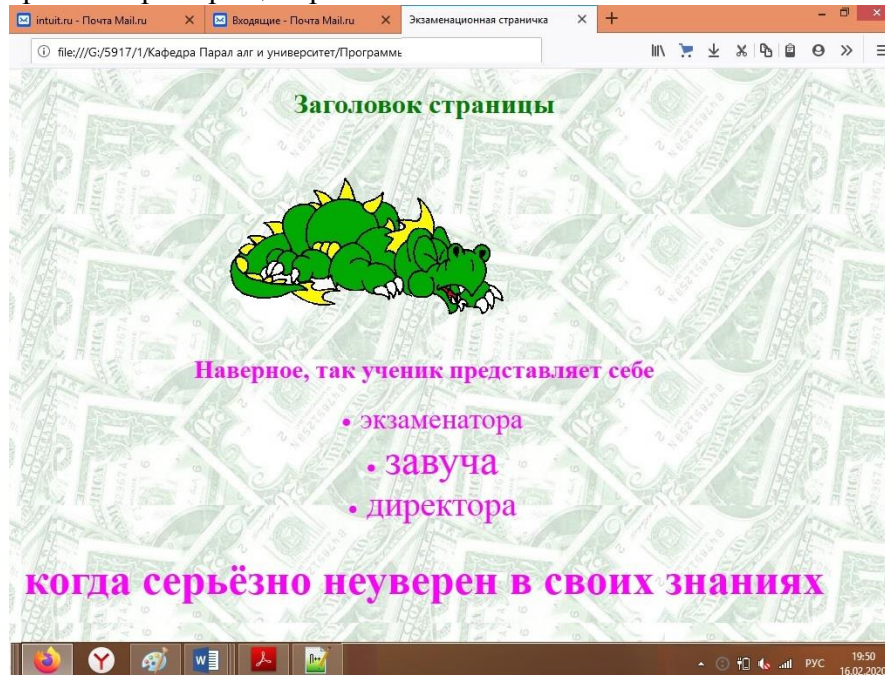 intuit.ru - Почта Mail.ru
Входящие - Почта Mail.ru
Экзаменационная страничка
file:///G:/5917/1/Кафедра Парал алг и университет/Програм
Заголовок страницы
Наверное, так ученик представляет себе
• экзаменатора
• завуча
• директора
когда серьёзно неуверен в своих знаниях
РУС
19:50
16.02.2020